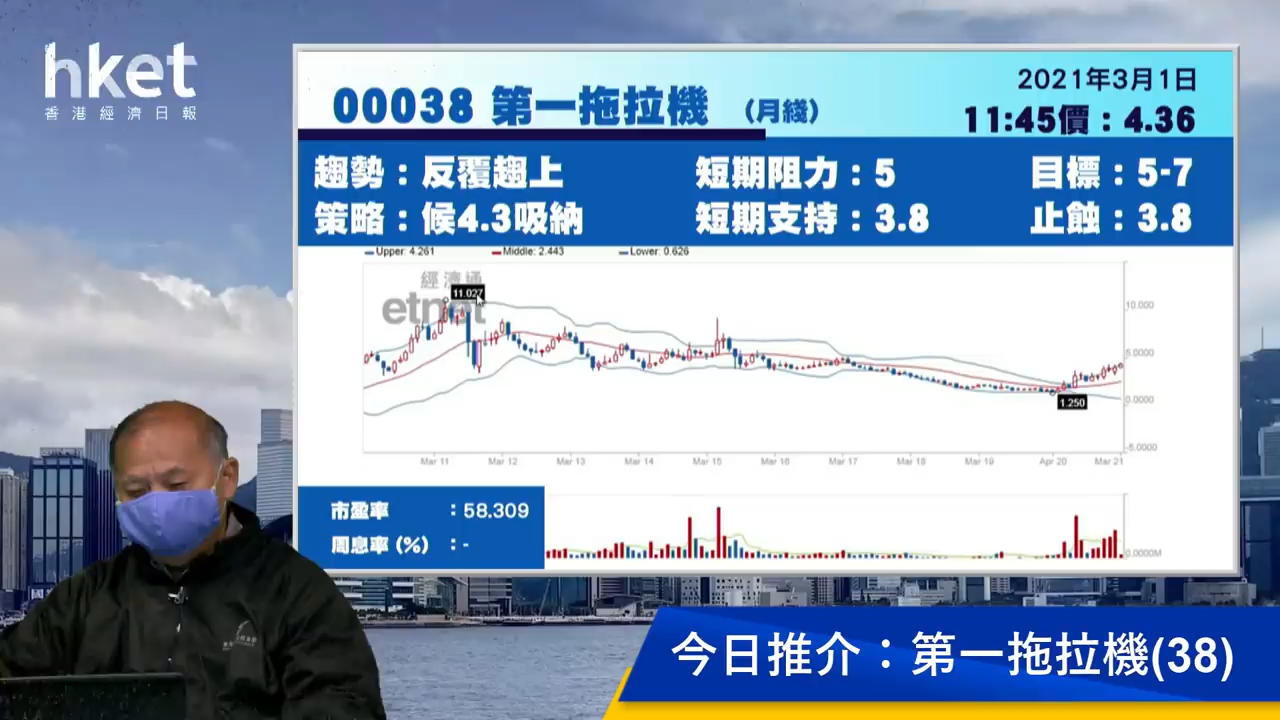 hket
香港經濟日報
00038 第一拖拉機 (月綫)
2021年3月1日
11:45價：4.36
趨勢：反覆趨上 短期阻力：5 目標：5-7
策略：候4.3吸納 短期支持：3.8 止蝕：3.8
Upper: 4.261 Middle: 2.443 Lower: 0.626
經濟通
etnet
11.027
10.000
5.0000
0.0000
1.250
-5.0000
Mar 11 Mar 12 Mar 13 Mar 14 Mar 15 Mar 16 Mar 17 Mar 18 Mar 19 Apr 20 Mar 21
市盈率 ：58.309
周息率 (%) ：-
0.0000M
今日推介：第一拖拉機(38)